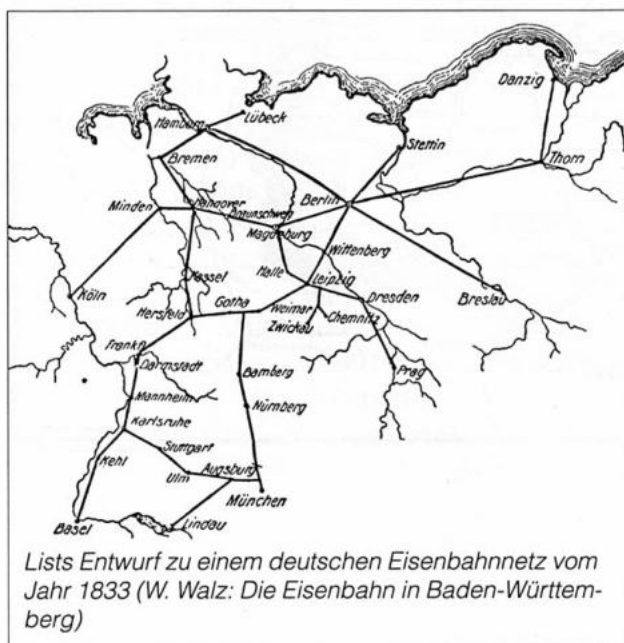 Danzig
Lübeck
Hamburg
Stettin
Bremen
Thorn
Hannover
Minden
Braunschweig
Berlin
Magdeburg
Wittenberg
Kassel
Halle
Leipzig
Köln
Gotha
Weimar
Dresden
Breslau
Hersfeld
Zwickau
Chemnitz
Frankft
Darmstadt
Bamberg
Prag
Mannheim
Nürnberg
Karlsruhe
Stuttgart
Kehl
Ulm
Augsburg
München
Basel
Lindau
Lists Entwurf zu einem deutschen Eisenbahnnetz vom
Jahr 1833 (W. Walz: Die Eisenbahn in Baden-Württem-
berg)